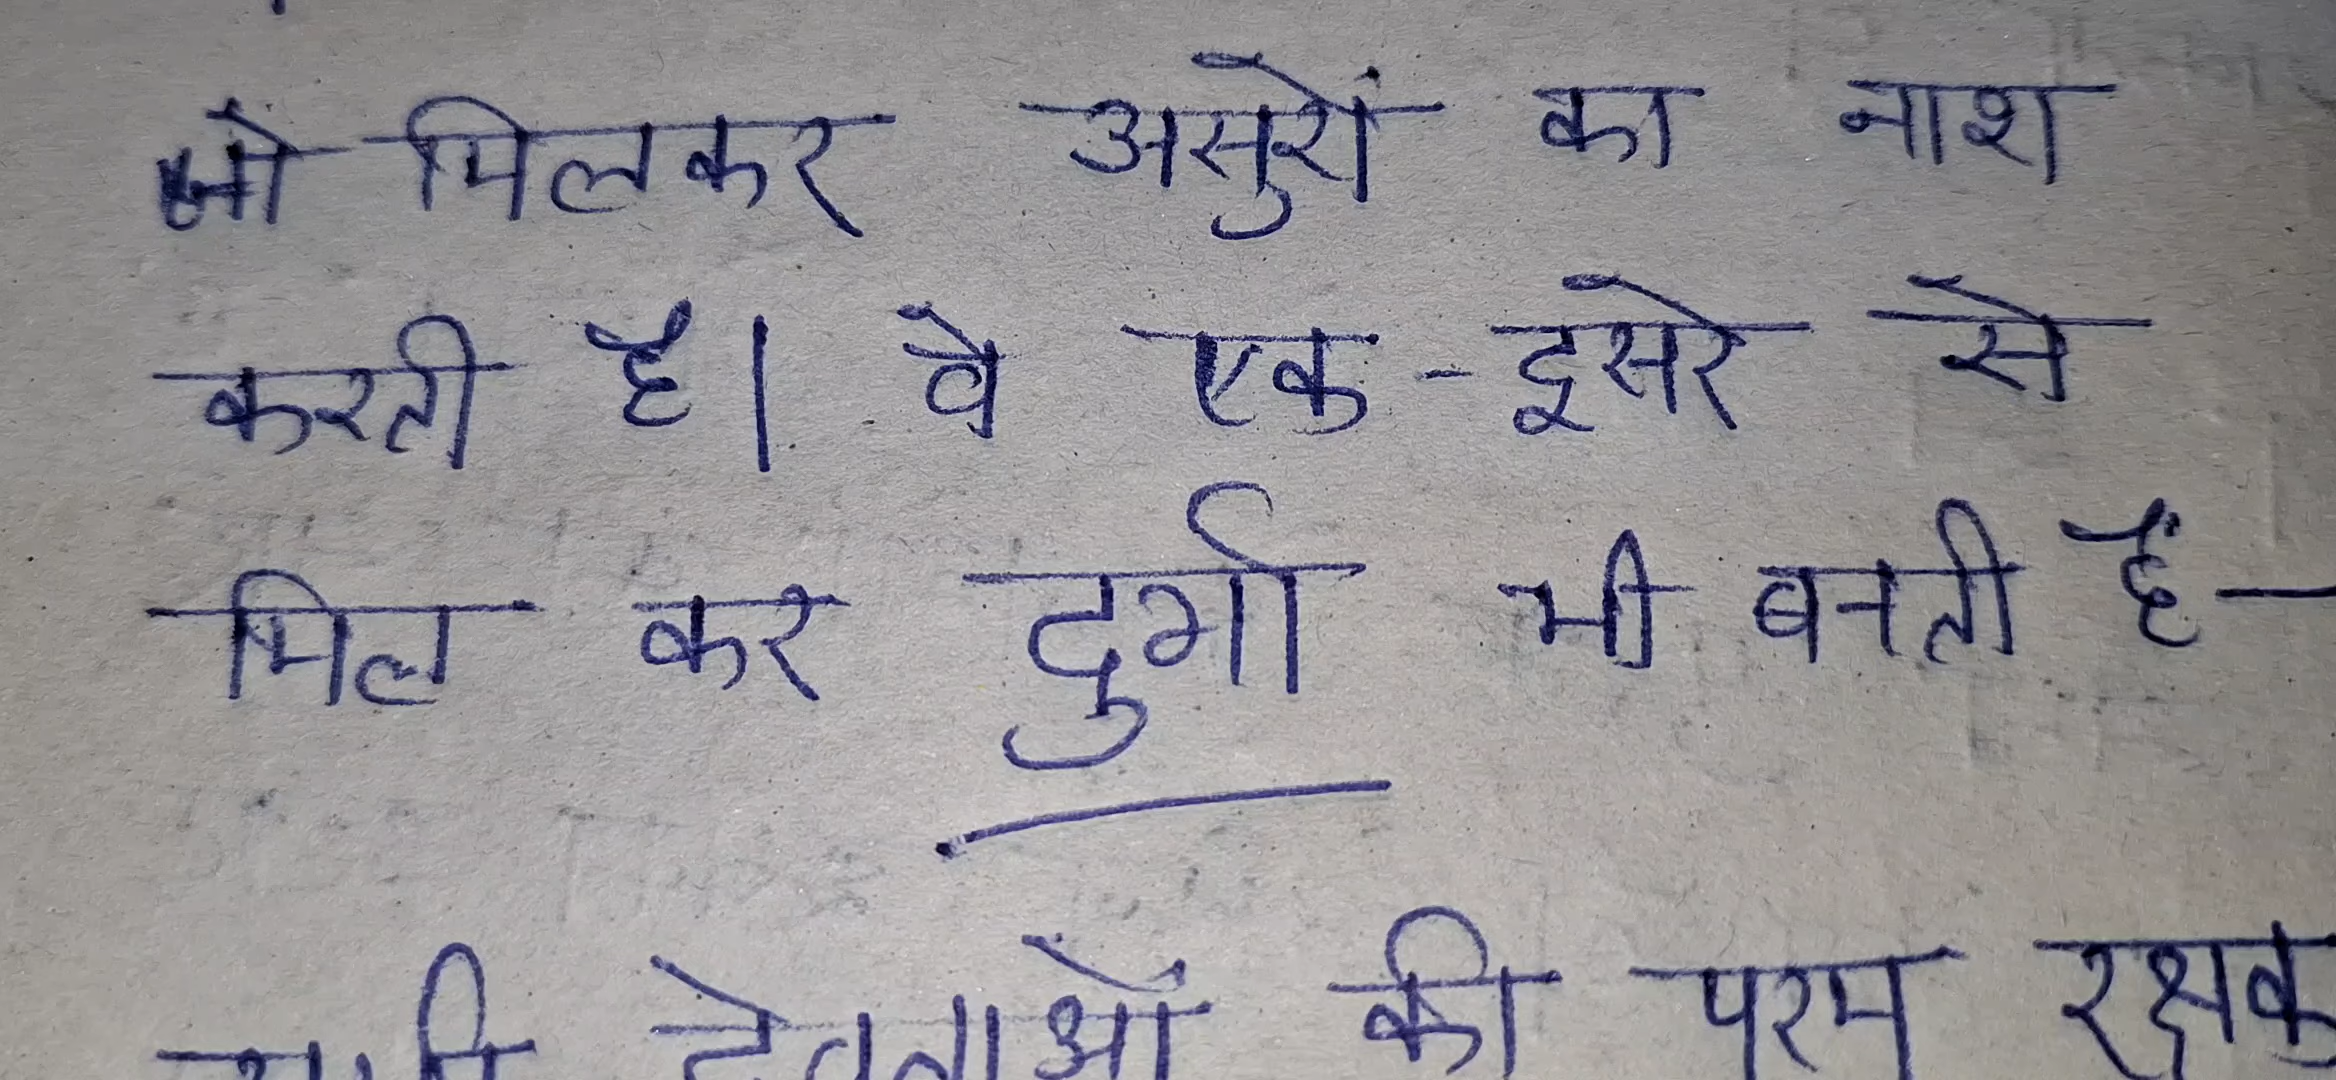 जो मिलकर असुरों का नाश
करती है। वे एक-दूसरे से
मिल कर दुर्गा भी बनती हैं—
देवताओं की परम रक्षक